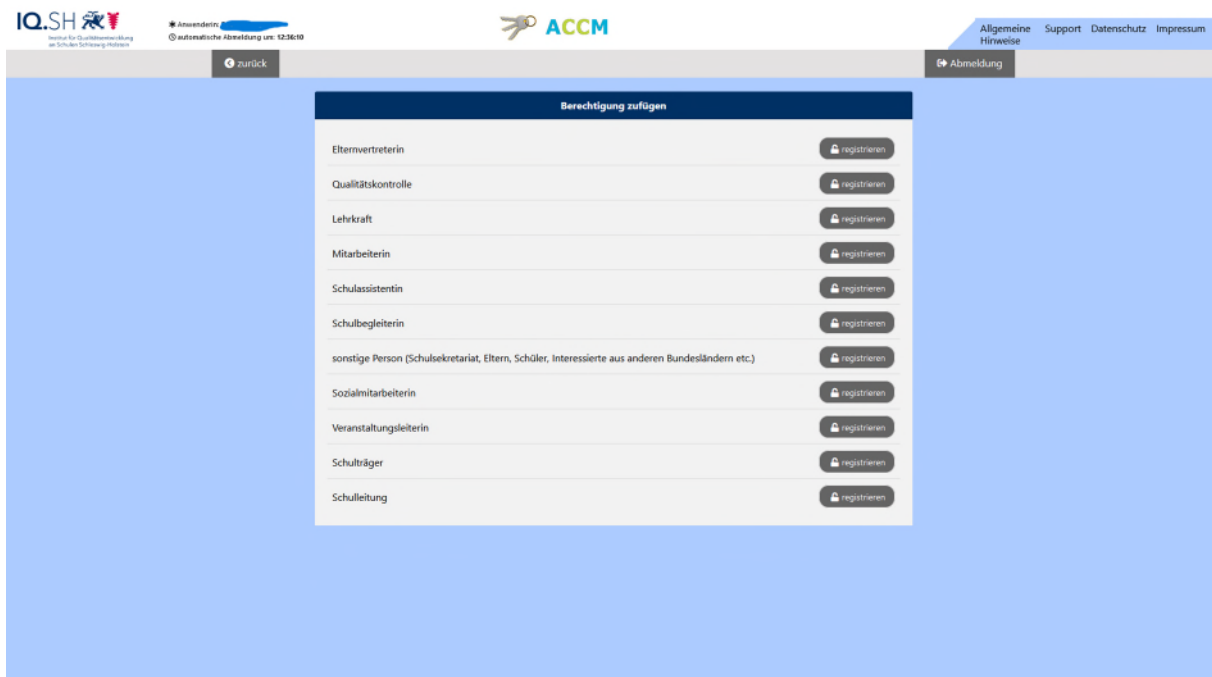 IQ.SH
Institut für Qualitätsentwicklung
an Schulen Schleswig-Holstein
Anwenderin:
automatische Abmeldung um: 12:36:10
ACCM
Allgemeine Hinweise
Support
Datenschutz
Impressum
zurück
Abmeldung
Berechtigung zufügen
Elternvertreterin registrieren
Qualitätskontrolle registrieren
Lehrkraft registrieren
Mitarbeiterin registrieren
Schulassistentin registrieren
Schulbegleiterin registrieren
sonstige Person (Schulsekretariat, Eltern, Schüler, Interessierte aus anderen Bundesländern etc.) registrieren
Sozialmitarbeiterin registrieren
Veranstaltungsleiterin registrieren
Schulträger registrieren
Schulleitung registrieren